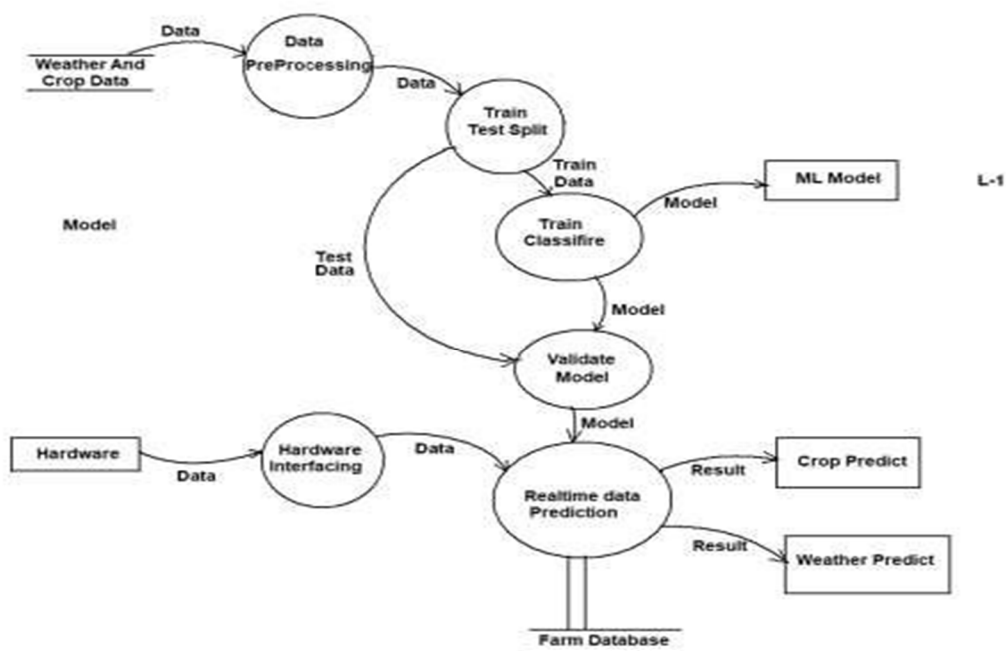 Data
Weather And
Crop Data
Data
PreProcessing
Data
Train
Test Split
Train
Data
ML Model
L-1
Model
Train
Classifire
Model
Test
Data
Model
Validate
Model
Model
Hardware
Data
Hardware
Interfacing
Data
Realtime data
Prediction
Result
Crop Predict
Result
Weather Predict
Farm Database